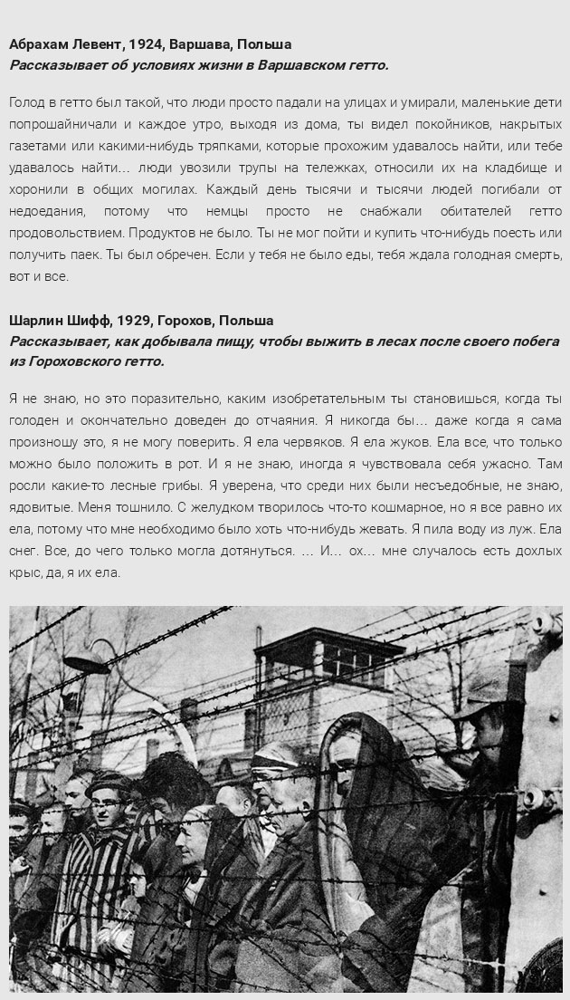 Абрахам Левент, 1924, Варшава, Польша
Рассказывает об условиях жизни в Варшавском гетто.
Голод в гетто был такой, что люди просто падали на улицах и умирали, маленькие дети
попрошайничали и каждое утро, выходя из дома, ты видел покойников, накрытых
газетами или какими-нибудь тряпками, которые прохожим удавалось найти, или тебе
удавалось найти… люди увозили трупы на тележках, относили их на кладбище и
хоронили в общих могилах. Каждый день тысячи и тысячи людей погибали от
недоедания, потому что немцы просто не снабжали обитателей гетто
продовольствием. Продуктов не было. Ты не мог пойти и купить что-нибудь поесть или
получить паек. Ты был обречен. Если у тебя не было еды, тебя ждала голодная смерть,
вот и все.
Шарлин Шифф, 1929, Горохов, Польша
Рассказывает, как добывала пищу, чтобы выжить в лесах после своего побега
из Гороховского гетто.
Я не знаю, но это поразительно, каким изобретательным ты становишься, когда ты
голоден и окончательно доведен до отчаяния. Я никогда бы… даже когда я сама
произношу это, я не могу поверить. Я ела червяков. Я ела жуков. Ела все, что только
можно было положить в рот. И я не знаю, иногда я чувствовала себя ужасно. Там
росли какие-то лесные грибы. Я уверена, что среди них были несъедобные, не знаю,
ядовитые. Меня тошнило. С желудком творилось что-то кошмарное, но я все равно их
ела, потому что мне необходимо было хоть что-нибудь жевать. Я пила воду из луж. Ела
снег. Все, до чего только могла дотянуться. … И… ох… мне случалось есть дохлых
крыс, да, я их ела.